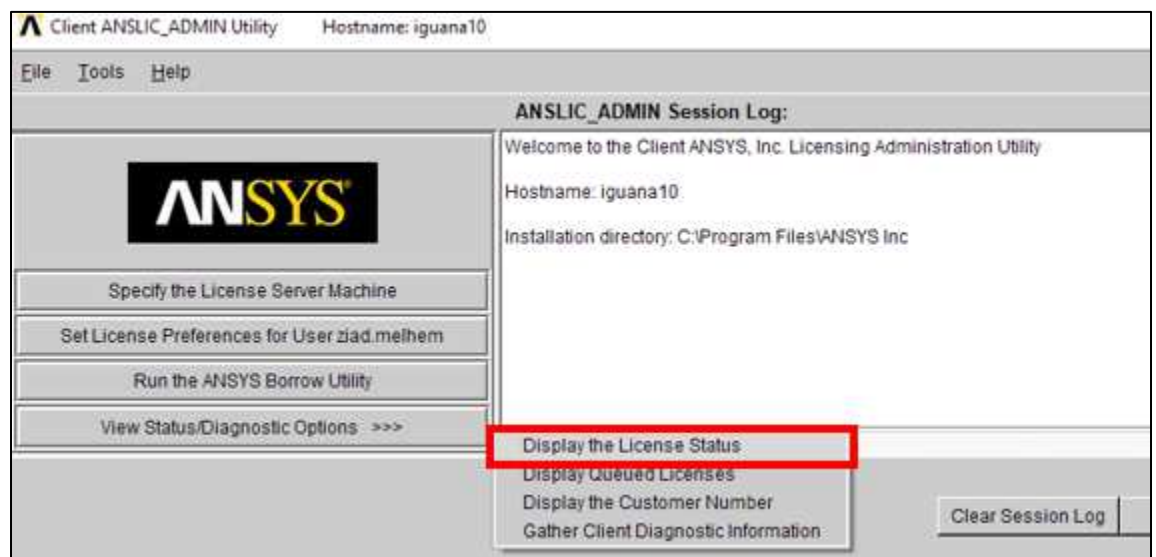 Client ANSLIC_ADMIN Utility Hostname: iguana10
File Tools Help
ANSLIC_ADMIN Session Log:
Welcome to the Client ANSYS, Inc. Licensing Administration Utility
Hostname: iguana10
Installation directory: C:\Program Files\ANSYS Inc
ANSYS
Specify the License Server Machine
Set License Preferences for User ziad.melhem
Run the ANSYS Borrow Utility
View Status/Diagnostic Options >>>
Display the License Status
Display Queued Licenses
Display the Customer Number
Gather Client Diagnostic Information
Clear Session Log